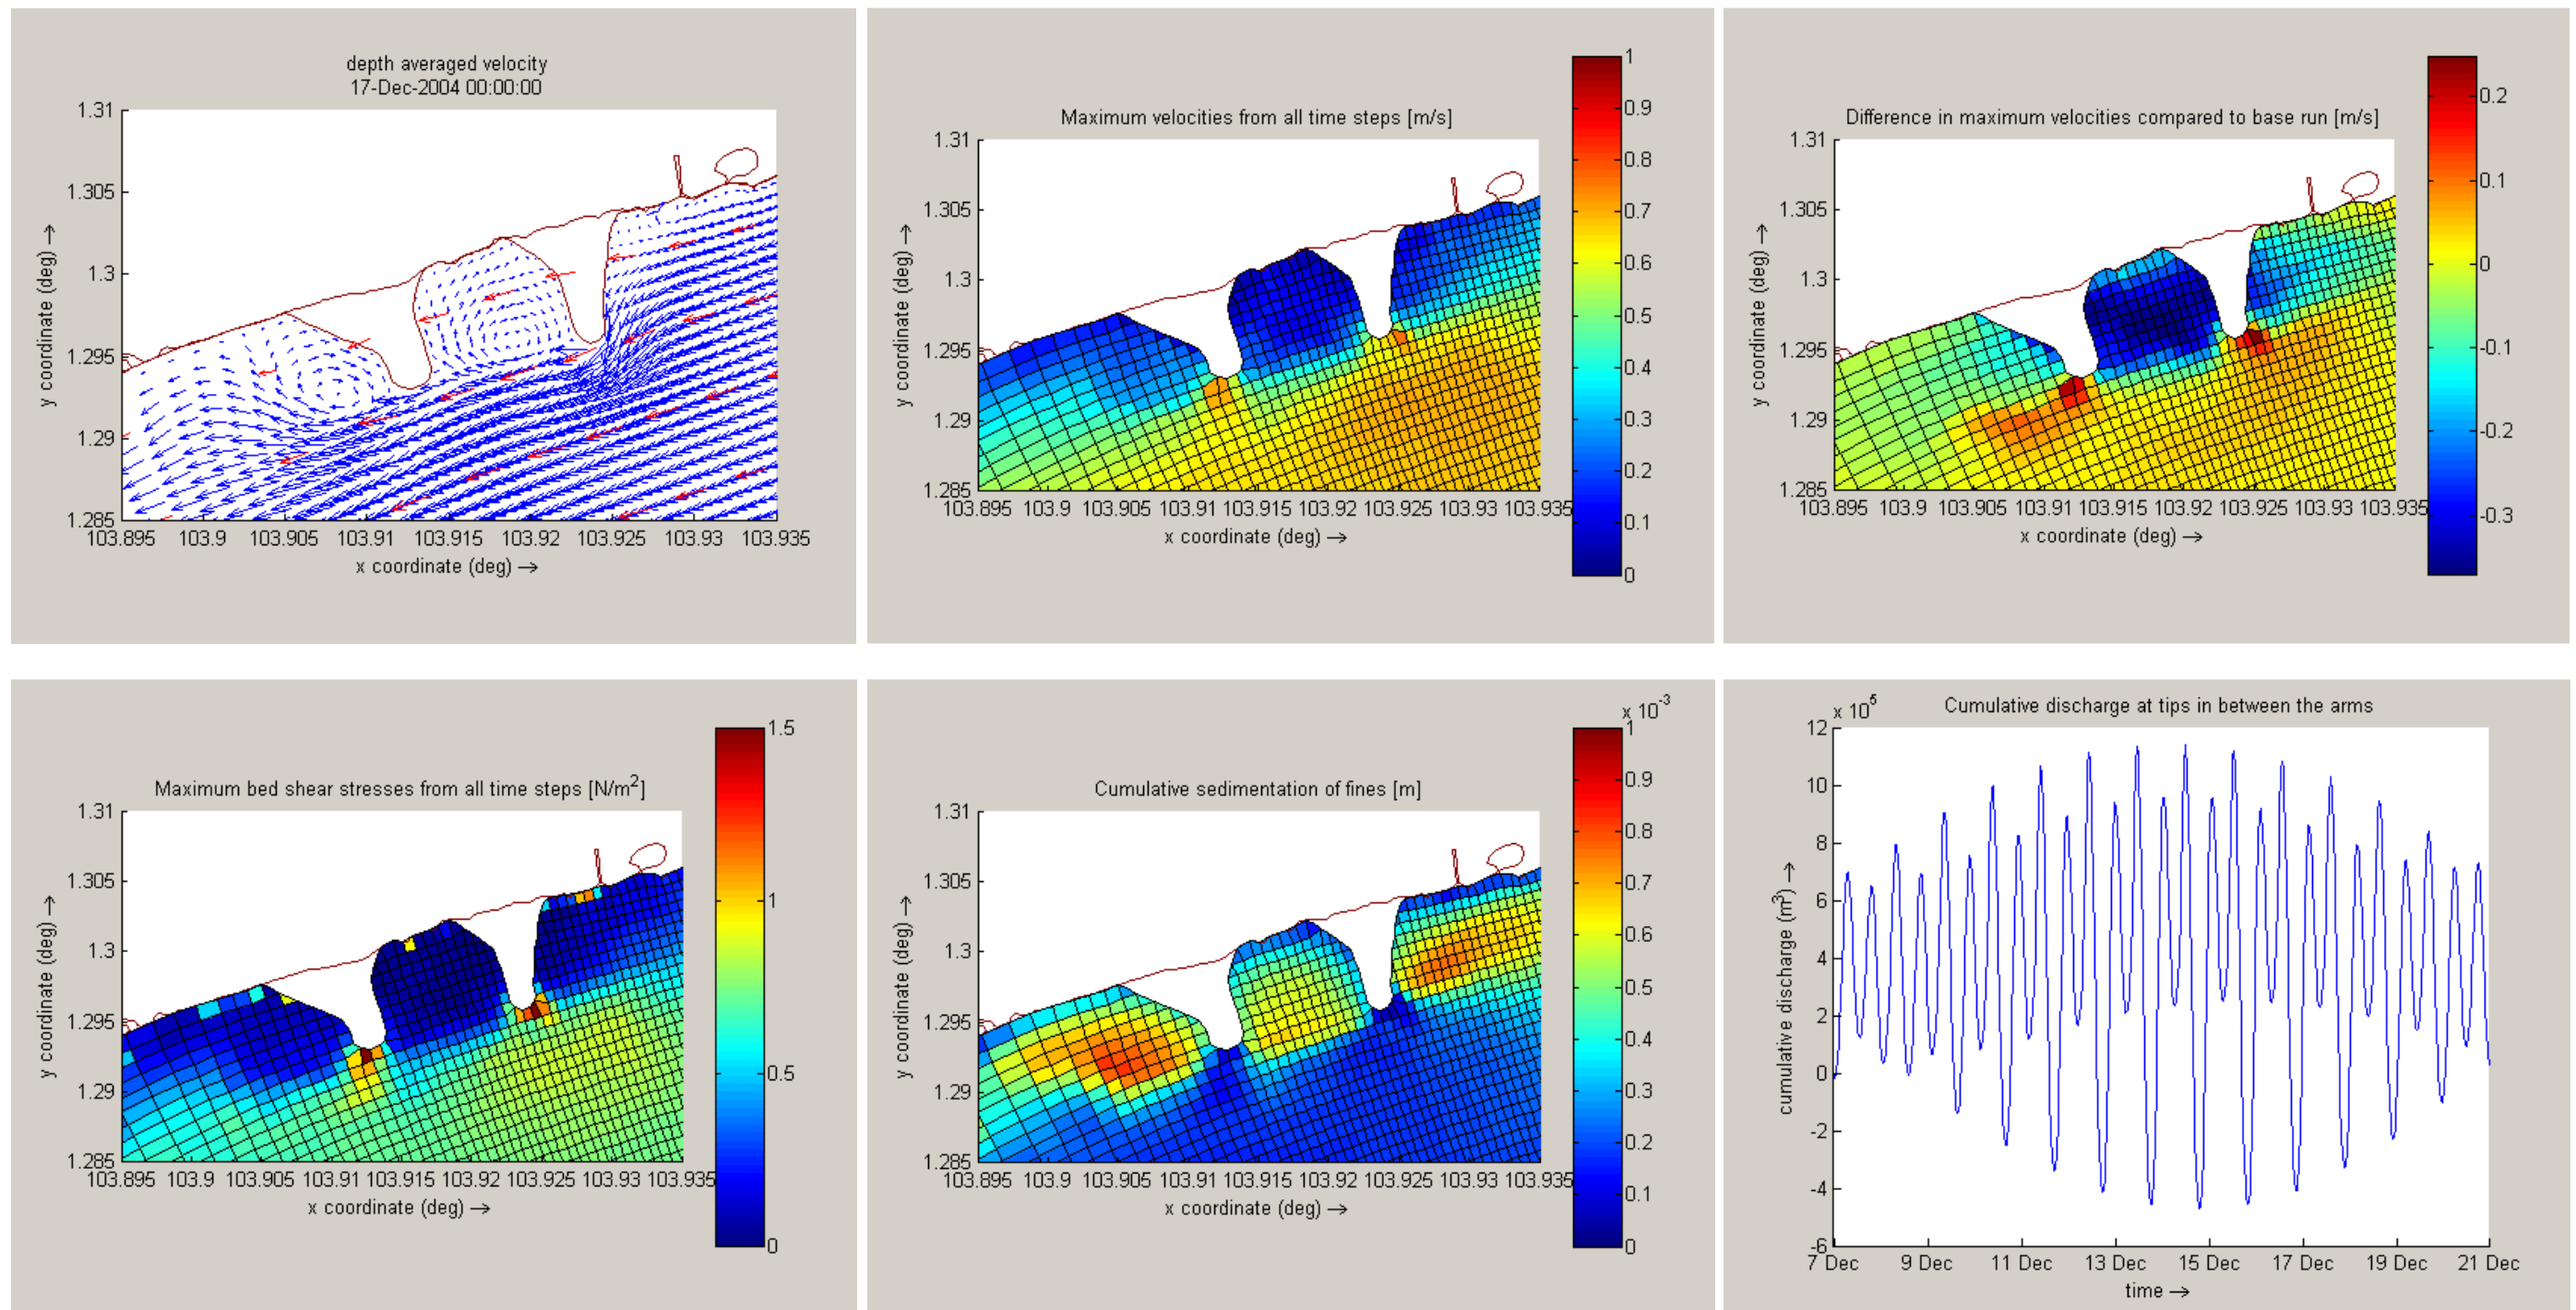 depth averaged velocity
17-Dec-2004 00:00:00
1.31
1.305
1.3
1.295
1.29
1.285
y coordinate (deg) →
103.895 103.9 103.905 103.91 103.915 103.92 103.925 103.93 103.935
x coordinate (deg) →
Maximum velocities from all time steps [m/s]
1.31
1.305
1.3
1.295
1.29
1.285
y coordinate (deg) →
103.895 103.9 103.905 103.91 103.915 103.92 103.925 103.93 103.935
x coordinate (deg) →
1
0.9
0.8
0.7
0.6
0.5
0.4
0.3
0.2
0.1
0
Difference in maximum velocities compared to base run [m/s]
1.31
1.305
1.3
1.295
1.29
1.285
y coordinate (deg) →
103.895 103.9 103.905 103.91 103.915 103.92 103.925 103.93 103.935
x coordinate (deg) →
0.2
0.1
0
-0.1
-0.2
-0.3
Maximum bed shear stresses from all time steps [N/m²]
1.31
1.305
1.3
1.295
1.29
1.285
y coordinate (deg) →
103.895 103.9 103.905 103.91 103.915 103.92 103.925 103.93 103.935
x coordinate (deg) →
1.5
1
0.5
0
Cumulative sedimentation of fines [m]
1.31
1.305
1.3
1.295
1.29
1.285
y coordinate (deg) →
103.895 103.9 103.905 103.91 103.915 103.92 103.925 103.93 103.935
x coordinate (deg) →
x 10⁻³
1
0.9
0.8
0.7
0.6
0.5
0.4
0.3
0.2
0.1
0
Cumulative discharge at tips in between the arms
x 10⁵
12
10
8
6
4
2
0
-2
-4
-6
cumulative discharge (m³) →
7 Dec 9 Dec 11 Dec 13 Dec 15 Dec 17 Dec 19 Dec 21 Dec
time →